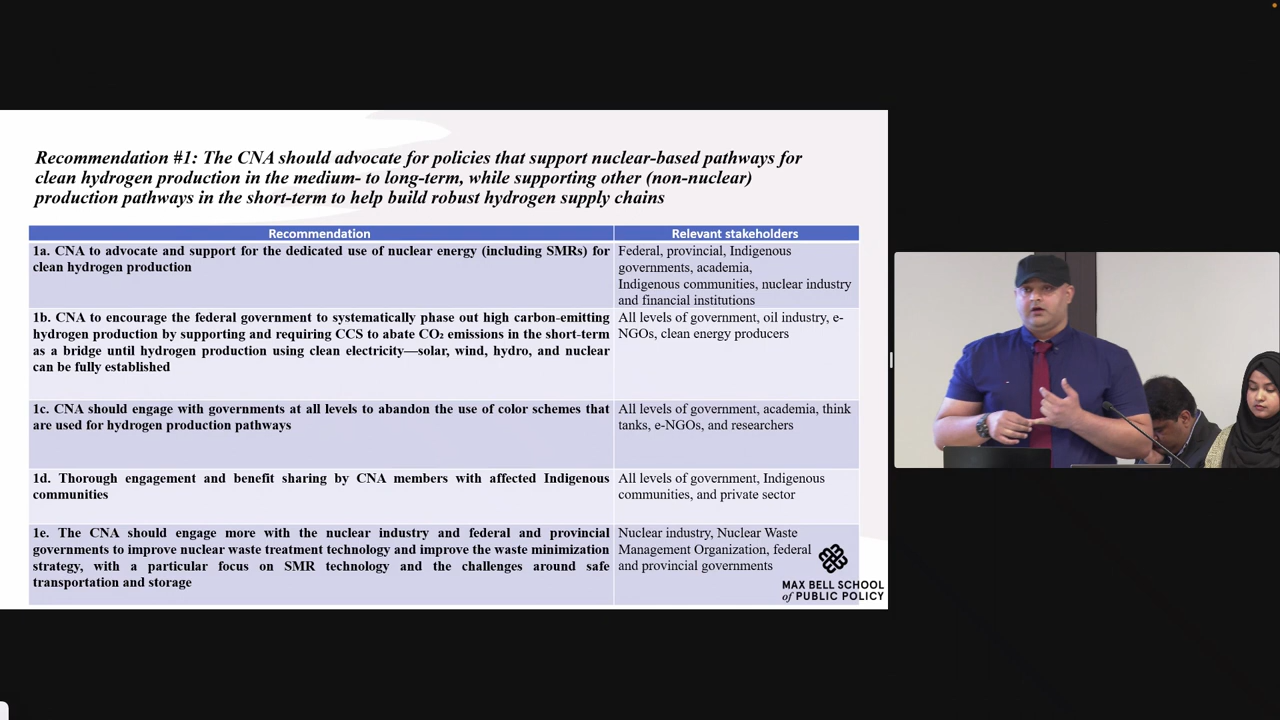 Recommendation #1: The CNA should advocate for policies that support nuclear-based pathways for
clean hydrogen production in the medium- to long-term, while supporting other (non-nuclear)
production pathways in the short-term to help build robust hydrogen supply chains
Recommendation
Relevant stakeholders
1a. CNA to advocate and support for the dedicated use of nuclear energy (including SMRs) for
clean hydrogen production
Federal, provincial, Indigenous
governments, academia,
Indigenous communities, nuclear industry
and financial institutions
1b. CNA to encourage the federal government to systematically phase out high carbon-emitting
hydrogen production by supporting and requiring CCS to abate CO₂ emissions in the short-term
as a bridge until hydrogen production using clean electricity—solar, wind, hydro, and nuclear
can be fully established
All levels of government, oil industry, e-
NGOs, clean energy producers
1c. CNA should engage with governments at all levels to abandon the use of color schemes that
are used for hydrogen production pathways
All levels of government, academia, think
tanks, e-NGOs, and researchers
1d. Thorough engagement and benefit sharing by CNA members with affected Indigenous
communities
All levels of government, Indigenous
communities, and private sector
1e. The CNA should engage more with the nuclear industry and federal and provincial
governments to improve nuclear waste treatment technology and improve the waste minimization
strategy, with a particular focus on SMR technology and the challenges around safe
transportation and storage
Nuclear industry, Nuclear Waste
Management Organization, federal
and provincial governments
MAX BELL SCHOOL
of PUBLIC POLICY